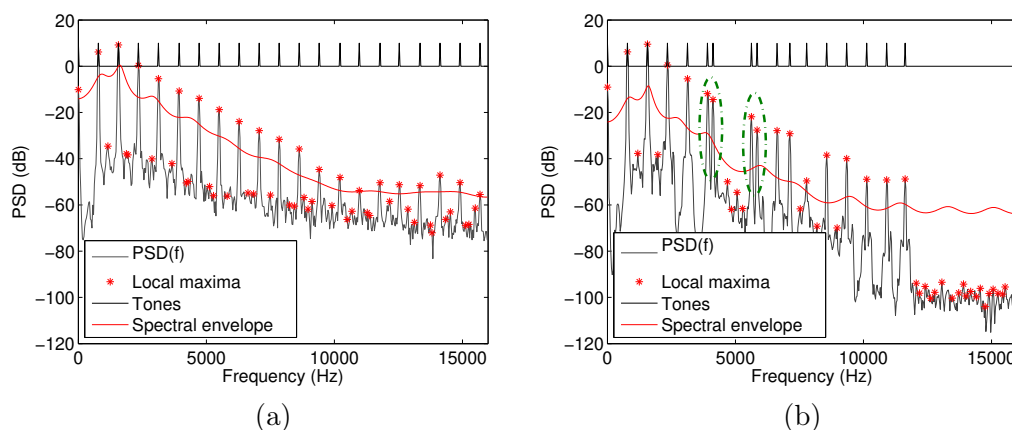 20
0
−20
−40
−60
−80
−100
−120
PSD (dB)
0
5000
10000
15000
Frequency (Hz)
PSD(f)
Local maxima
Tones
Spectral envelope
(a)
20
0
−20
−40
−60
−80
−100
−120
PSD (dB)
0
5000
10000
15000
Frequency (Hz)
PSD(f)
Local maxima
Tones
Spectral envelope
(b)